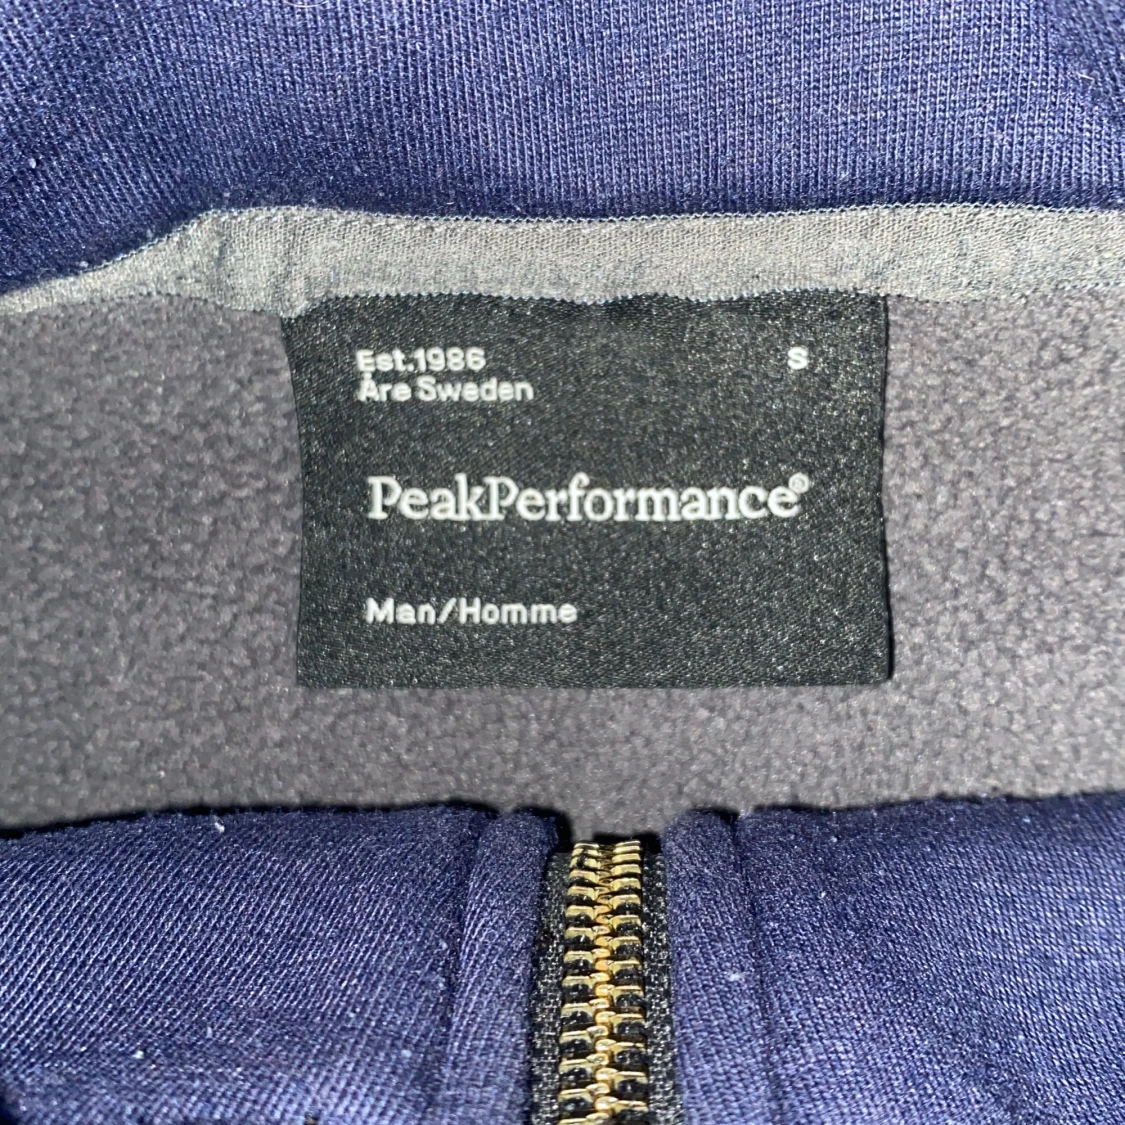 Est.1986 S
Åre Sweden
PeakPerformance®
Man/Homme